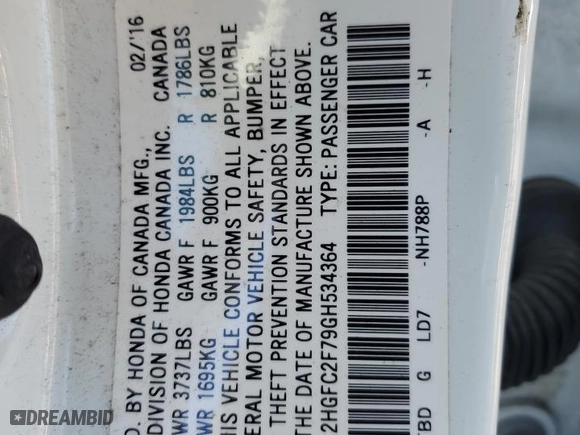 D. BY HONDA OF CANADA MFG., 02/'16
DIVISION OF HONDA CANADA INC. CANADA
WR 3737LBS GAWR F 1984LBS R 1786LBS
WR 1695KG GAWR F 900KG R 810KG
HIS VEHICLE CONFORMS TO ALL APPLICABLE
ERAL MOTOR VEHICLE SAFETY, BUMPER,
THEFT PREVENTION STANDARDS IN EFFECT
THE DATE OF MANUFACTURE SHOWN ABOVE.
2HGFC2F79GH534364 TYPE: PASSENGER CAR
-NH788P -A -H
TBD G LD7
DREAMBID